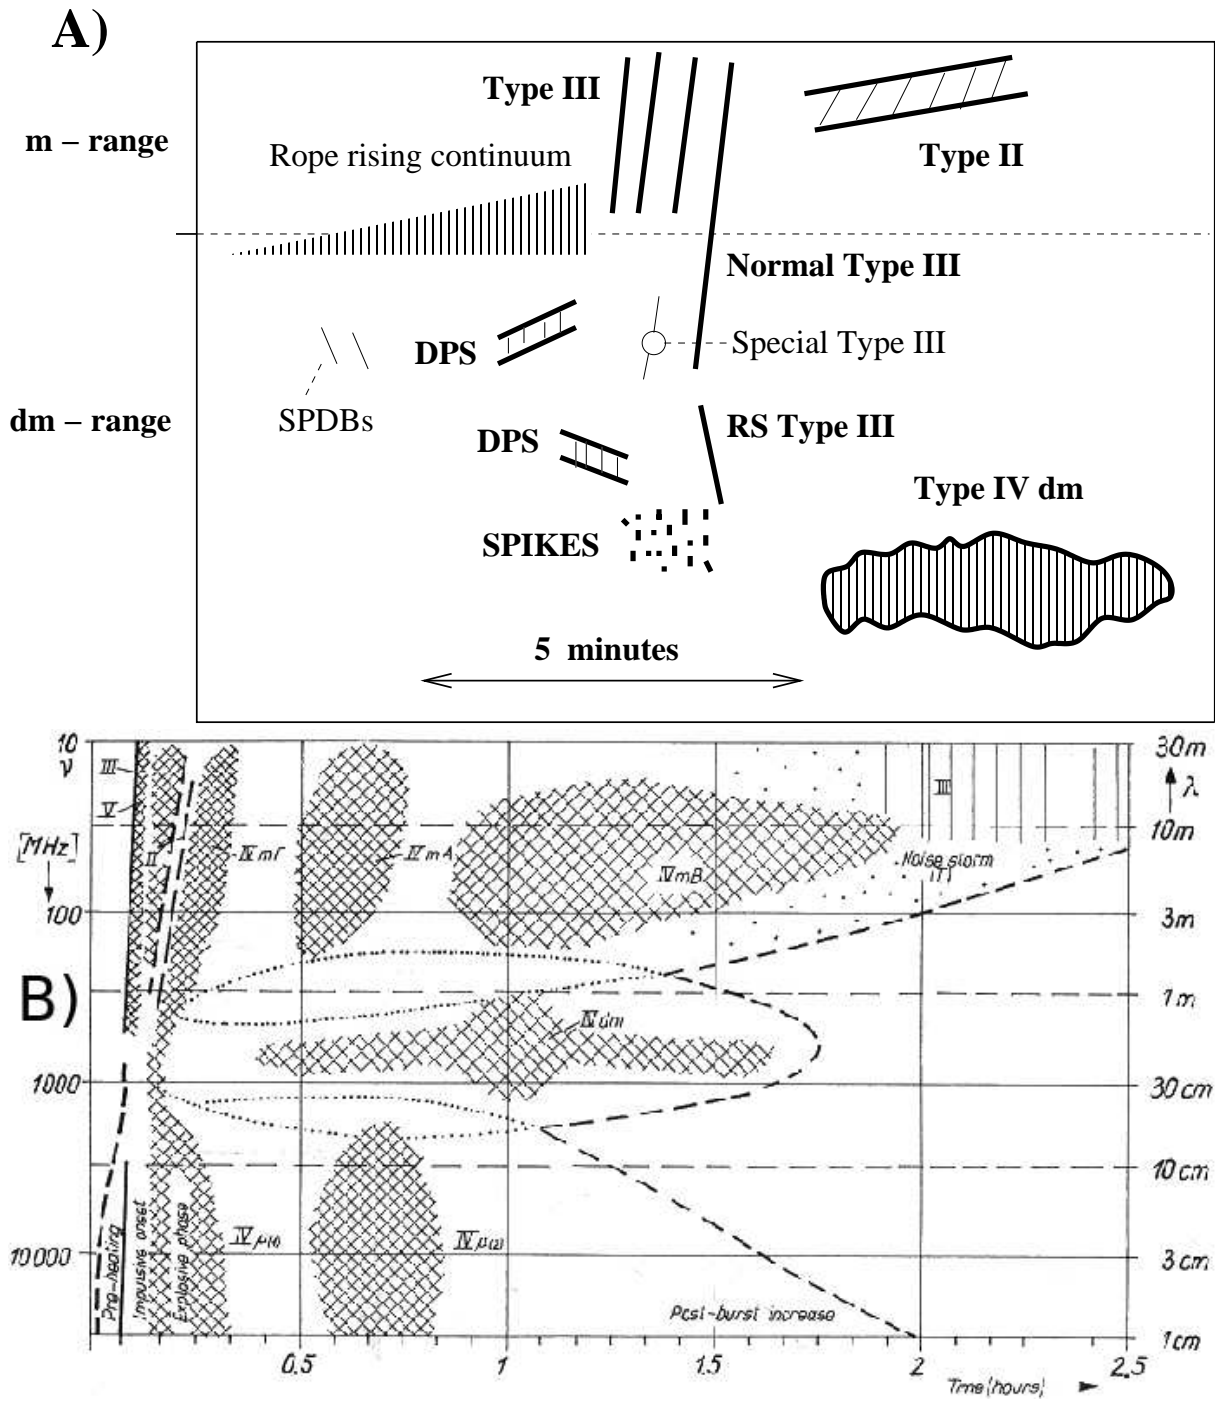 A)
m – range
Type III
Type II
Rope rising continuum
Normal Type III
Special Type III
DPS
SPDBs
dm – range
DPS
RS Type III
Type IV dm
SPIKES
5 minutes
B)
10
ν
[MHz]
100
1000
10000
III
V
II
IV mΓ
IV mA
IV mB
III
Noise storm
(I)
IV dm
IV μ(1)
IV μ(2)
Pre-heating
Impulsive onset
Explosive phase
Post-burst increase
30m
λ
10m
3m
1m
30cm
10cm
3cm
1cm
0.5
1
1.5
2
2.5
Time (hours)